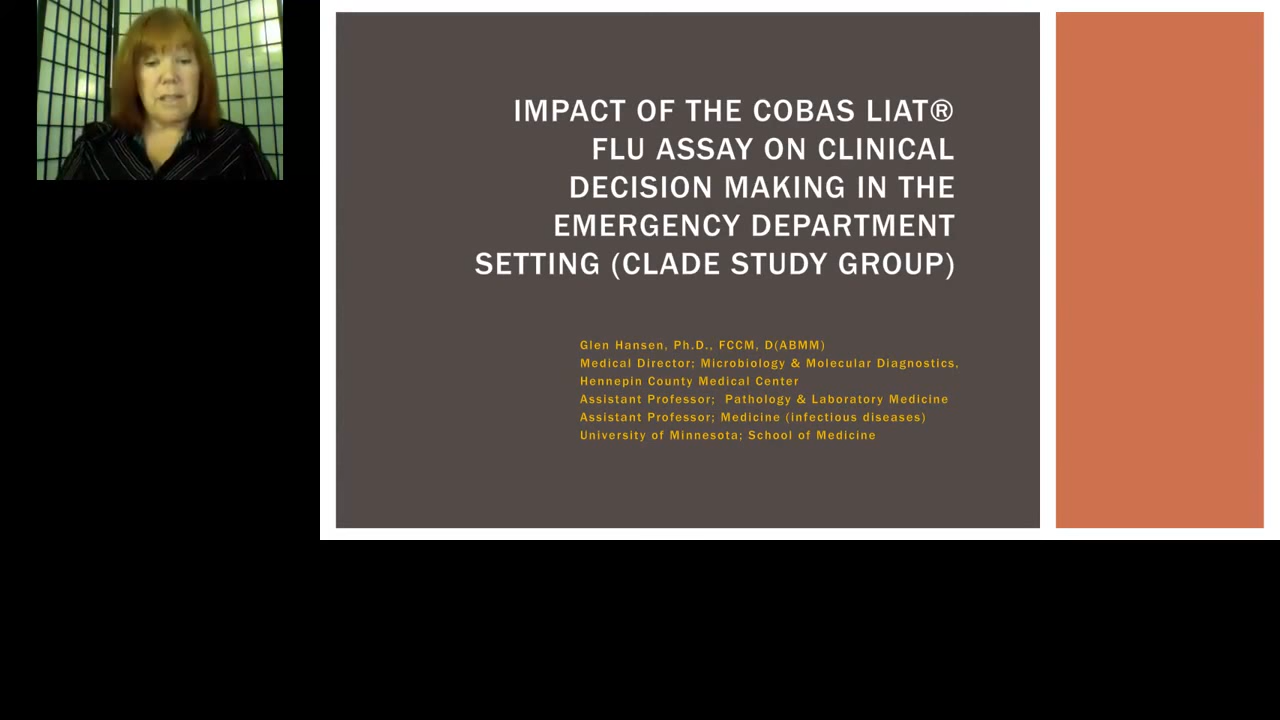 IMPACT OF THE COBAS LIAT®
FLU ASSAY ON CLINICAL
DECISION MAKING IN THE
EMERGENCY DEPARTMENT
SETTING (CLADE STUDY GROUP)
Glen Hansen, Ph.D., FCCM, D(ABMM)
Medical Director; Microbiology & Molecular Diagnostics,
Hennepin County Medical Center
Assistant Professor; Pathology & Laboratory Medicine
Assistant Professor; Medicine (infectious diseases)
University of Minnesota; School of Medicine